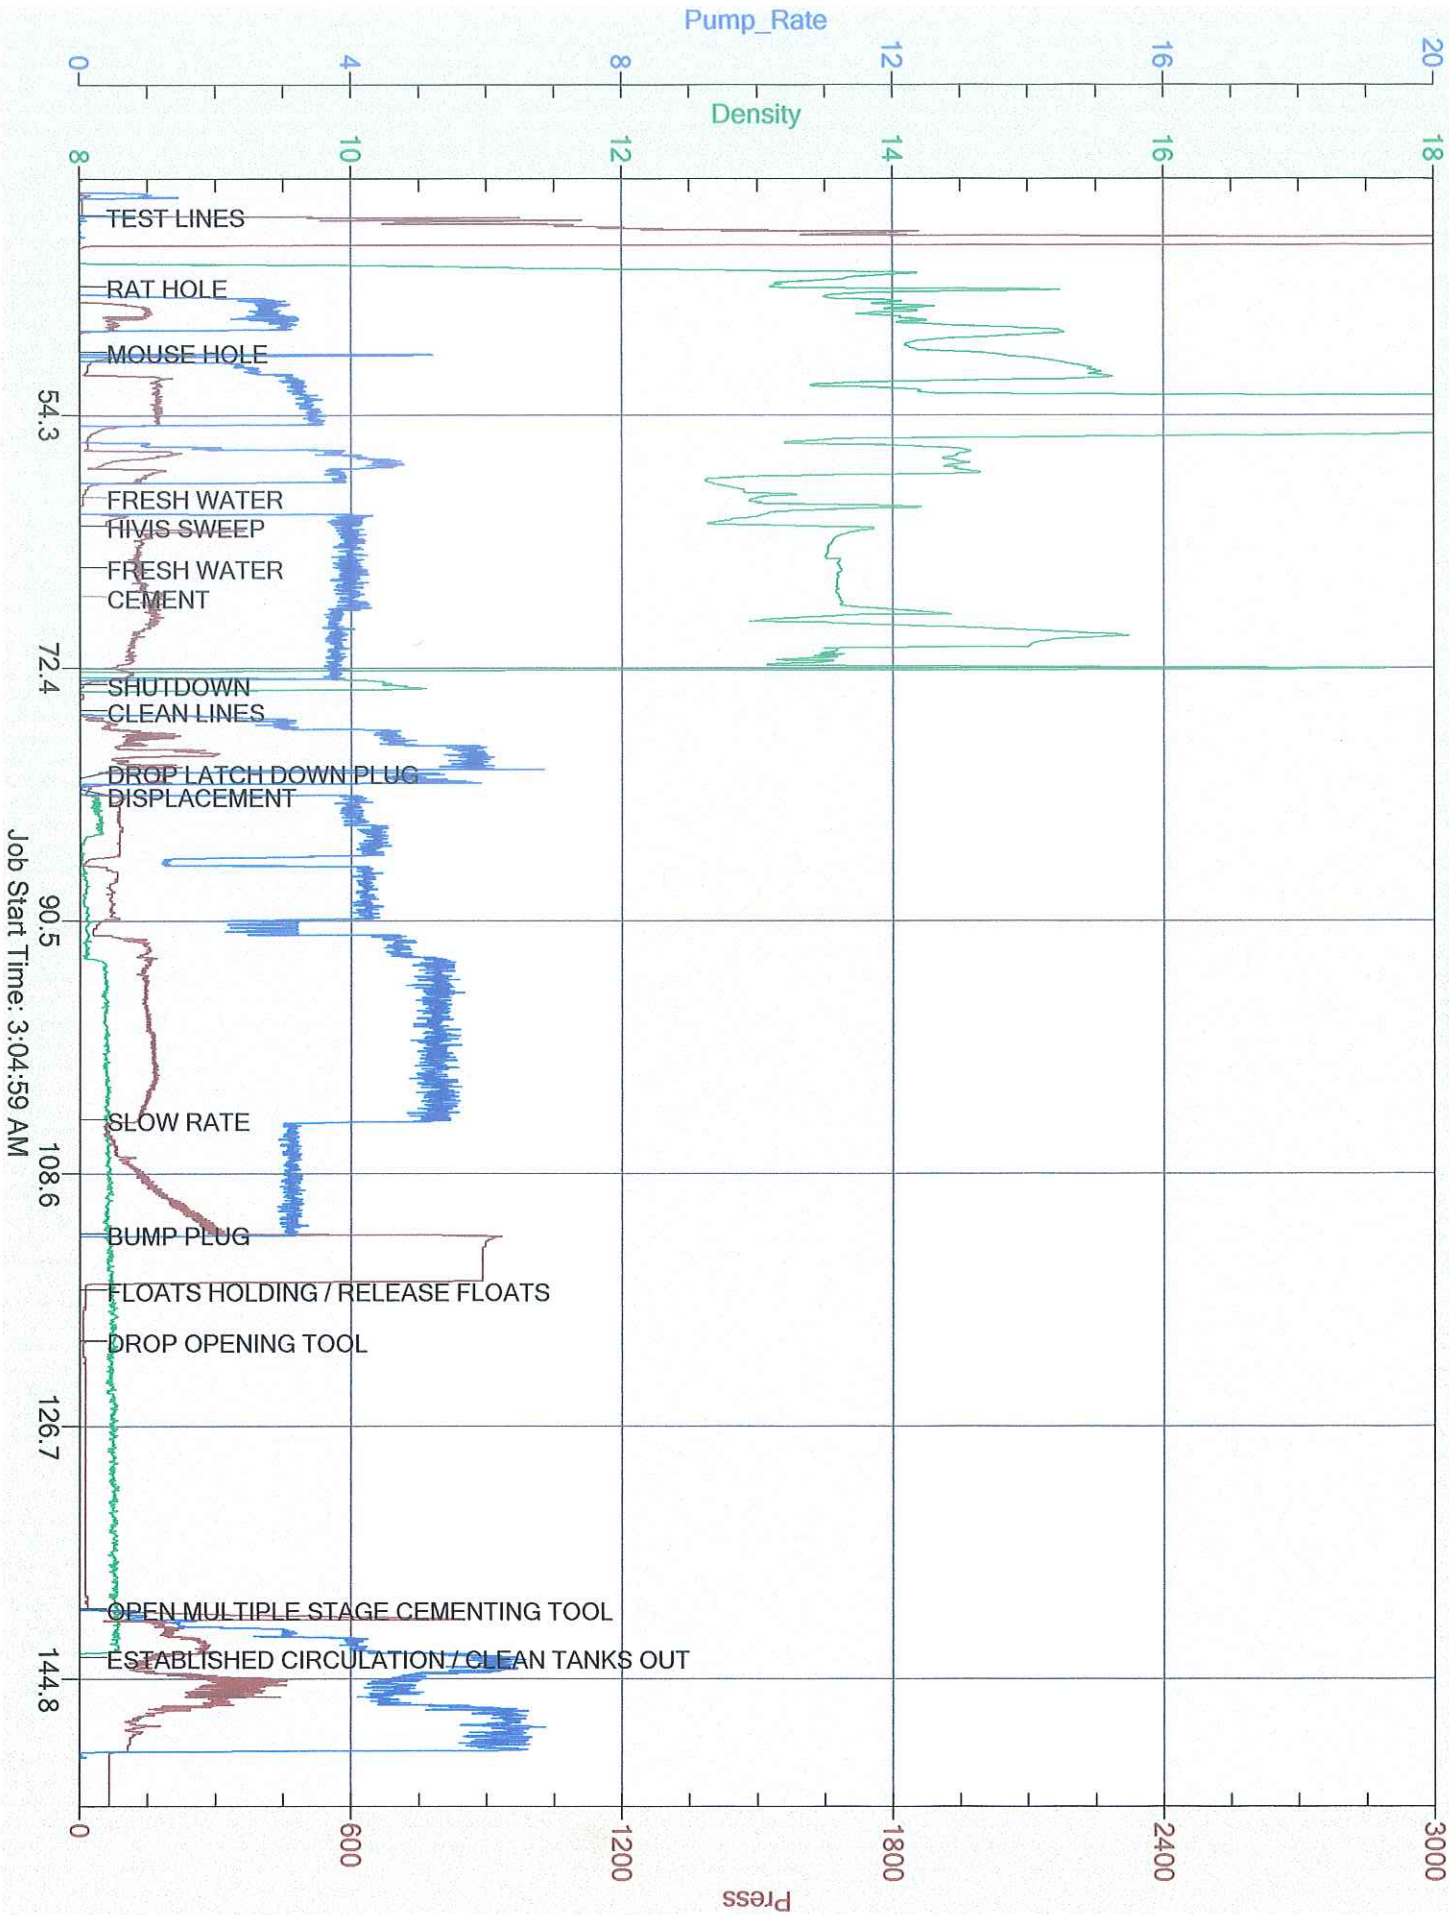 Pump_Rate
0 4 8 12 16 20
Density
8 10 12 14 16 18
TEST LINES
RAT HOLE
MOUSE HOLE
54.3
FRESH WATER
HIVIS SWEEP
FRESH WATER
CEMENT
72.4
SHUTDOWN
CLEAN LINES
DROP LATCH DOWN PLUG
DISPLACEMENT
90.5
SLOW RATE
108.6
BUMP PLUG
FLOATS HOLDING / RELEASE FLOATS
DROP OPENING TOOL
126.7
OPEN MULTIPLE STAGE CEMENTING TOOL
ESTABLISHED CIRCULATION / CLEAN TANKS OUT
144.8
Job Start Time: 3:04:59 AM
0 600 1200 1800 2400 3000
Press